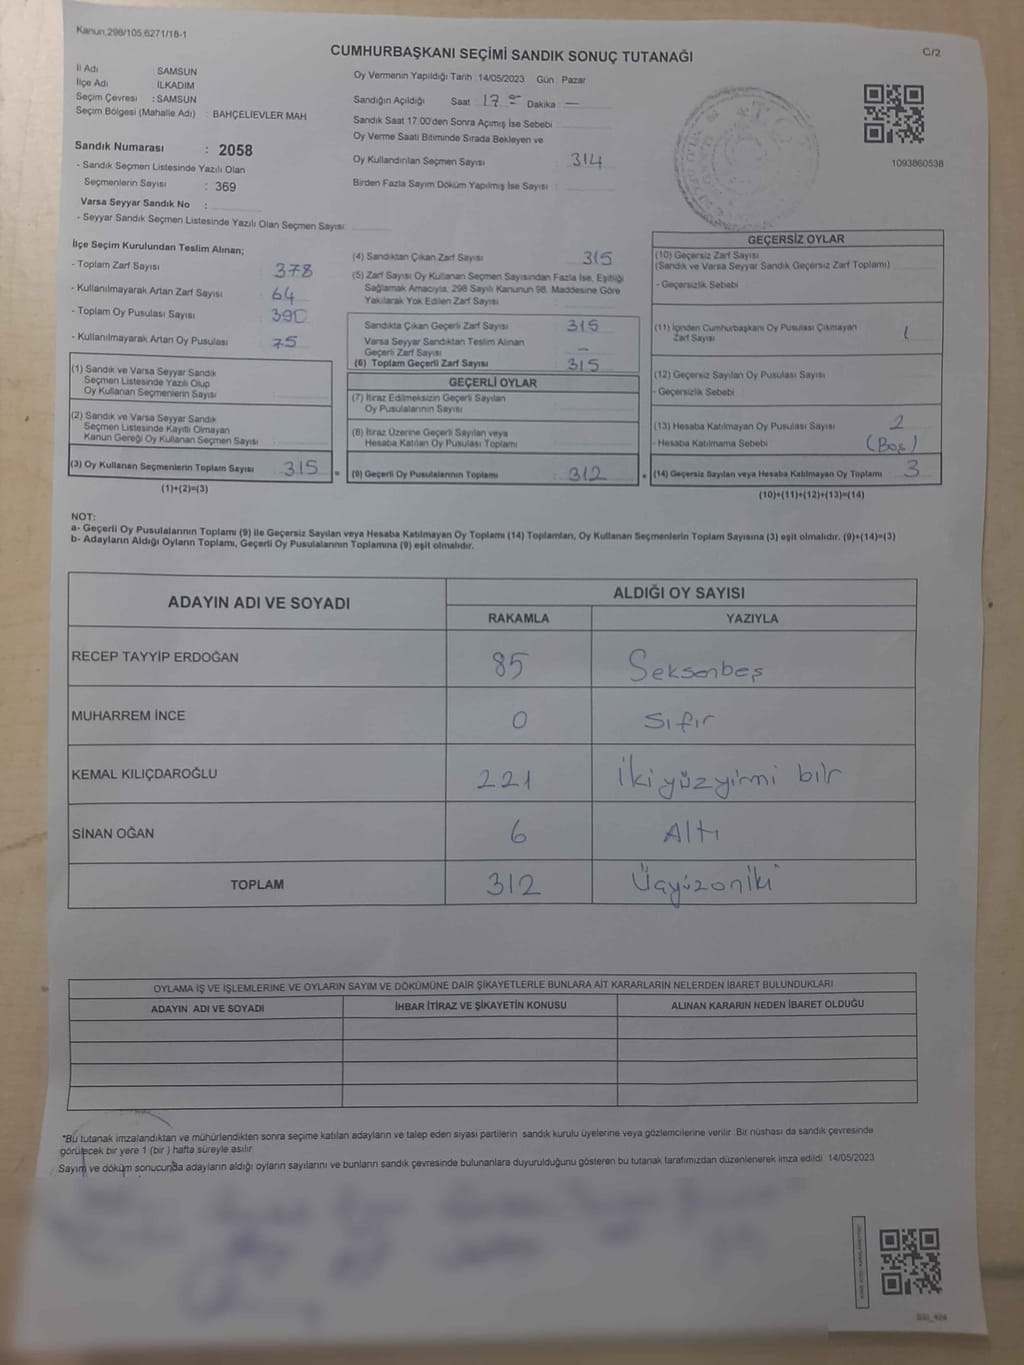 Kanun,298/105,6271/18-1
CUMHURBAŞKANI SEÇİMİ SANDIK SONUÇ TUTANAĞI
C/2
İl Adı SAMSUN
İlçe Adı İLKADIM
Seçim Çevresi : SAMSUN
Seçim Bölgesi (Mahalle Adı) : BAHÇELİEVLER MAH
Sandık Numarası : 2058
- Sandık Seçmen Listesinde Yazılı Olan
Seçmenlerin Sayısı : 369
Varsa Seyyar Sandık No :
- Seyyar Sandık Seçmen Listesinde Yazılı Olan Seçmen Sayısı:
Oy Vermenin Yapıldığı Tarih 14/05/2023 Gün : Pazar
Sandığın Açıldığı Saat 17 Dakika : —
Sandık Saat 17:00'den Sonra Açımış İse Sebebi
Oy Verme Saati Bitiminde Sırada Bekleyen ve
Oy Kullandırılan Seçmen Sayısı : 314
Birden Fazla Sayım Döküm Yapılmış İse Sayısı :
1093860538
İlçe Seçim Kurulundan Teslim Alınan;
- Toplam Zarf Sayısı 378
- Kullanılmayarak Artan Zarf Sayısı : 64
- Toplam Oy Pusulası Sayısı : 390
- Kullanılmayarak Artan Oy Pusulası : 75
(1) Sandık ve Varsa Seyyar Sandık
Seçmen Listesinde Yazılı Olup
Oy Kullanan Seçmenlerin Sayısı :
(2) Sandık ve Varsa Seyyar Sandık
Seçmen Listesinde Kayıtlı Olmayan
Kanun Gereği Oy Kullanan Seçmen Sayısı :
(3) Oy Kullanan Seçmenlerin Toplam Sayısı : 315 =
(1)+(2)=(3)
(4) Sandıktan Çıkan Zarf Sayısı : 315
(5) Zarf Sayısı Oy Kullanan Seçmen Sayısından Fazla İse, Eşitliği
Sağlamak Amacıyla, 298 Sayılı Kanunun 98. Maddesine Göre
Yakılarak Yok Edilen Zarf Sayısı :
Sandıkta Çıkan Geçerli Zarf Sayısı : 315
Varsa Seyyar Sandıktan Teslim Alınan
Geçerli Zarf Sayısı : —
(6) Toplam Geçerli Zarf Sayısı : 315
GEÇERLİ OYLAR
(7) İtiraz Edilmeksizin Geçerli Sayılan
Oy Pusulalarının Sayısı :
(8) İtiraz Üzerine Geçerli Sayılan veya
Hesaba Katılan Oy Pusulası Toplamı :
(9) Geçerli Oy Pusulalarının Toplamı : 312 +
GEÇERSİZ OYLAR
(10) Geçersiz Zarf Sayısı
(Sandık ve Varsa Seyyar Sandık Geçersiz Zarf Toplamı) :
- Geçersizlik Sebebi
(11) İçinden Cumhurbaşkanı Oy Pusulası Çıkmayan
Zarf Sayısı : 1
(12) Geçersiz Sayılan Oy Pusulası Sayısı :
- Geçersizlik Sebebi
(13) Hesaba Katılmayan Oy Pusulası Sayısı : 2
- Hesaba Katılmama Sebebi : (Boş)
(14) Geçersiz Sayılan veya Hesaba Katılmayan Oy Toplamı : 3
(10)+(11)+(12)+(13)=(14)
NOT:
a- Geçerli Oy Pusulalarının Toplamı (9) ile Geçersiz Sayılan veya Hesaba Katılmayan Oy Toplamı (14) Toplamları, Oy Kullanan Seçmenlerin Toplam Sayısına (3) eşit olmalıdır. (9)+(14)=(3)
b- Adayların Aldığı Oyların Toplamı, Geçerli Oy Pusulalarının Toplamına (9) eşit olmalıdır.
ADAYIN ADI VE SOYADI
ALDIĞI OY SAYISI
RAKAMLA YAZIYLA
RECEP TAYYİP ERDOĞAN 85 Seksenbeş
MUHARREM İNCE 0 Sıfır
KEMAL KILIÇDAROĞLU 221 İkiyüzyirmi bir
SİNAN OĞAN 6 Altı
TOPLAM 312 Üçyüzoniki
OYLAMA İŞ VE İŞLEMLERİNE VE OYLARIN SAYIM VE DÖKÜMÜNE DAİR ŞİKAYETLERLE BUNLARA AİT KARARLARIN NELERDEN İBARET BULUNDUKLARI
ADAYIN ADI VE SOYADI İHBAR İTİRAZ VE ŞİKAYETİN KONUSU ALINAN KARARIN NEDEN İBARET OLDUĞU
*Bu tutanak imzalandıktan ve mühürlendikten sonra seçime katılan adayların ve talep eden siyasi partilerin sandık kurulu üyelerine veya gözlemcilerine verilir. Bir nüshası da sandık çevresinde
görülecek bir yere 1 (bir ) hafta süreyle asılır.
Sayım ve döküm sonucunda adayların aldığı oyların sayılarını ve bunların sandık çevresinde bulunanlara duyurulduğunu gösteren bu tutanak tarafımızdan düzenlenerek imza edildi. 14/05/2023